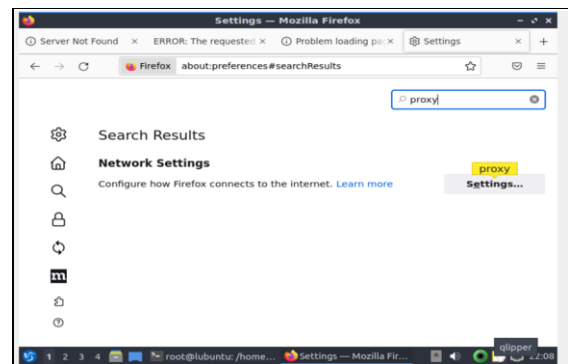 Settings — Mozilla Firefox
Server Not Found
ERROR: The requested
Problem loading pag
Settings
Firefox about:preferences#searchResults
proxy
Search Results
Network Settings
proxy
Configure how Firefox connects to the internet. Learn more
Settings...
m
qlipper
1 2 3 4 root@lubuntu: /home... Settings — Mozilla Fir... 22:08